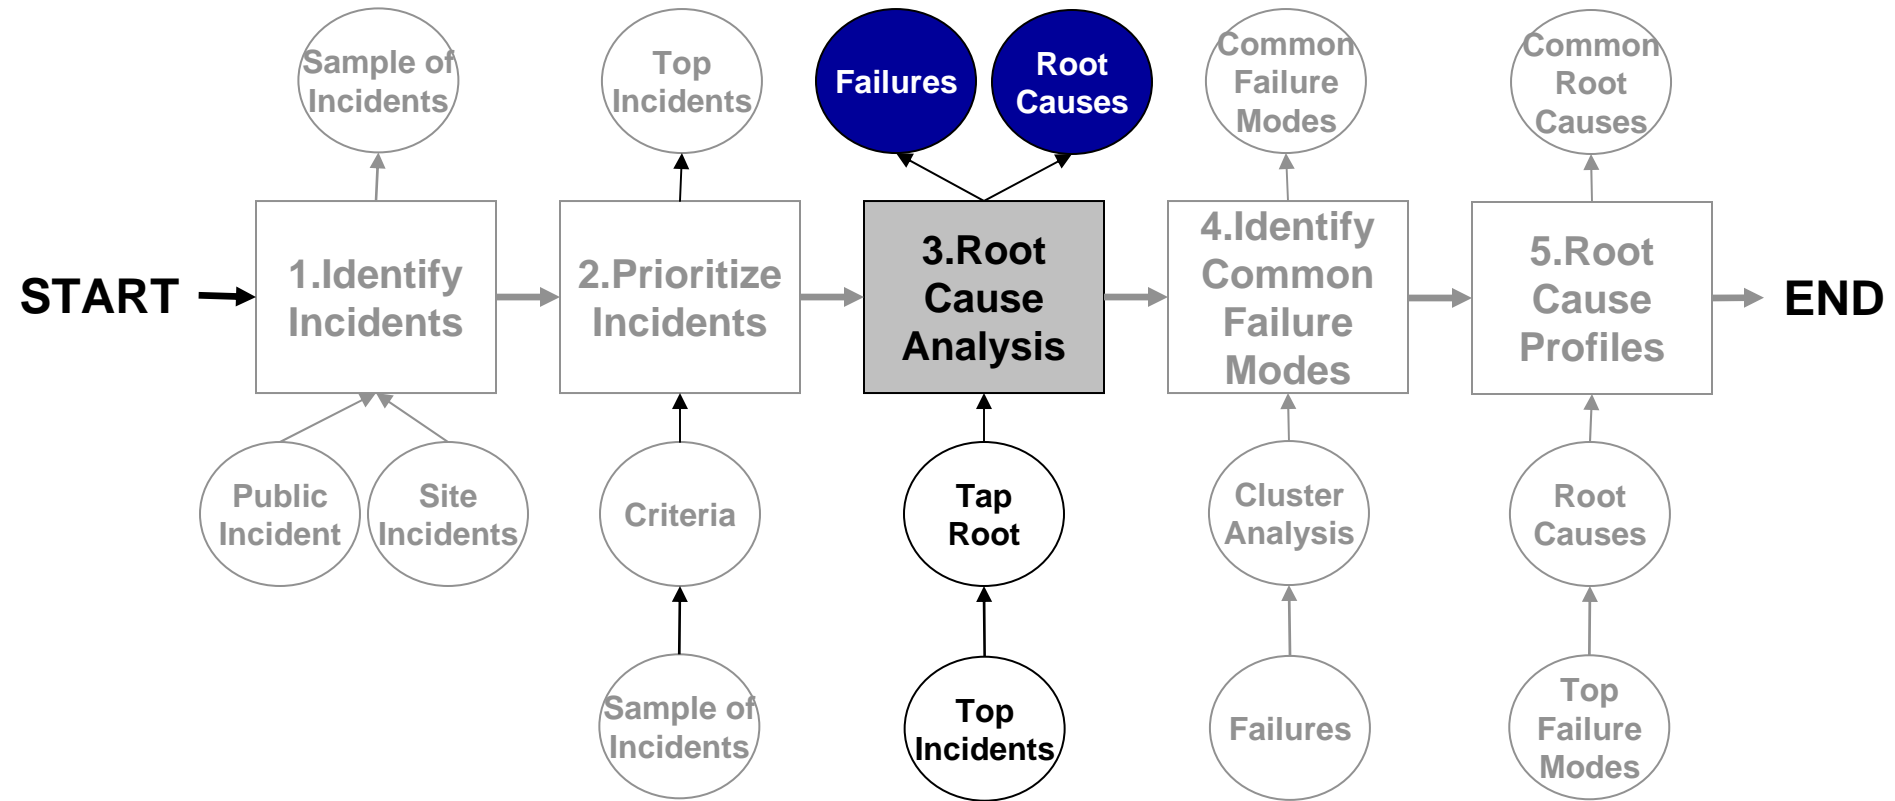 Sample of
Incidents
Top
Incidents
Failures
Root
Causes
Common
Failure
Modes
Common
Root
Causes
START
1.Identify
Incidents
2.Prioritize
Incidents
3.Root
Cause
Analysis
4.Identify
Common
Failure
Modes
5.Root
Cause
Profiles
END
Public
Incident
Site
Incidents
Criteria
Tap
Root
Cluster
Analysis
Root
Causes
Sample of
Incidents
Top
Incidents
Failures
Top
Failure
Modes